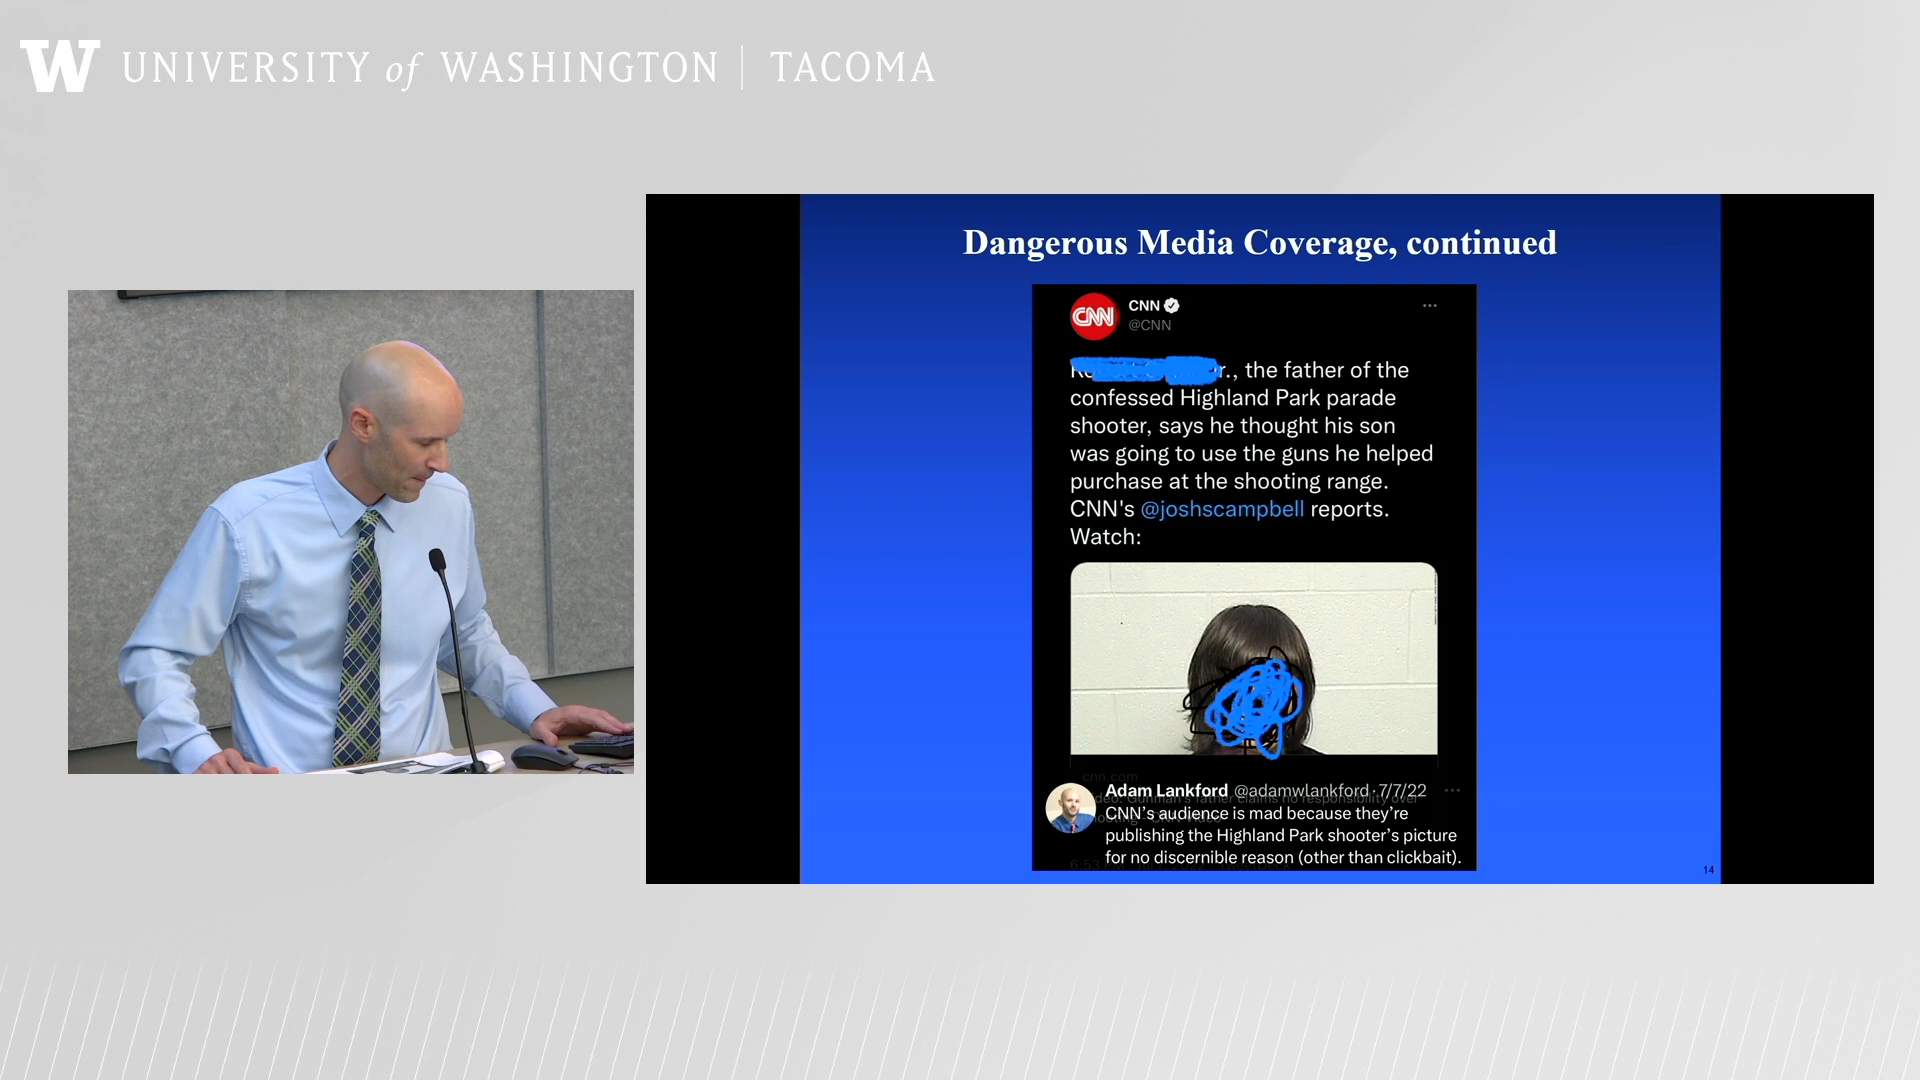 W UNIVERSITY of WASHINGTON | TACOMA
Dangerous Media Coverage, continued
CNN
CNN
@CNN
r., the father of the
confessed Highland Park parade
shooter, says he thought his son
was going to use the guns he helped
purchase at the shooting range.
CNN's @joshscampbell reports.
Watch:
cnn.com
Adam Lankford @adamwlankford · 7/7/22
CNN’s audience is mad because they’re
publishing the Highland Park shooter’s picture
for no discernible reason (other than clickbait).
14